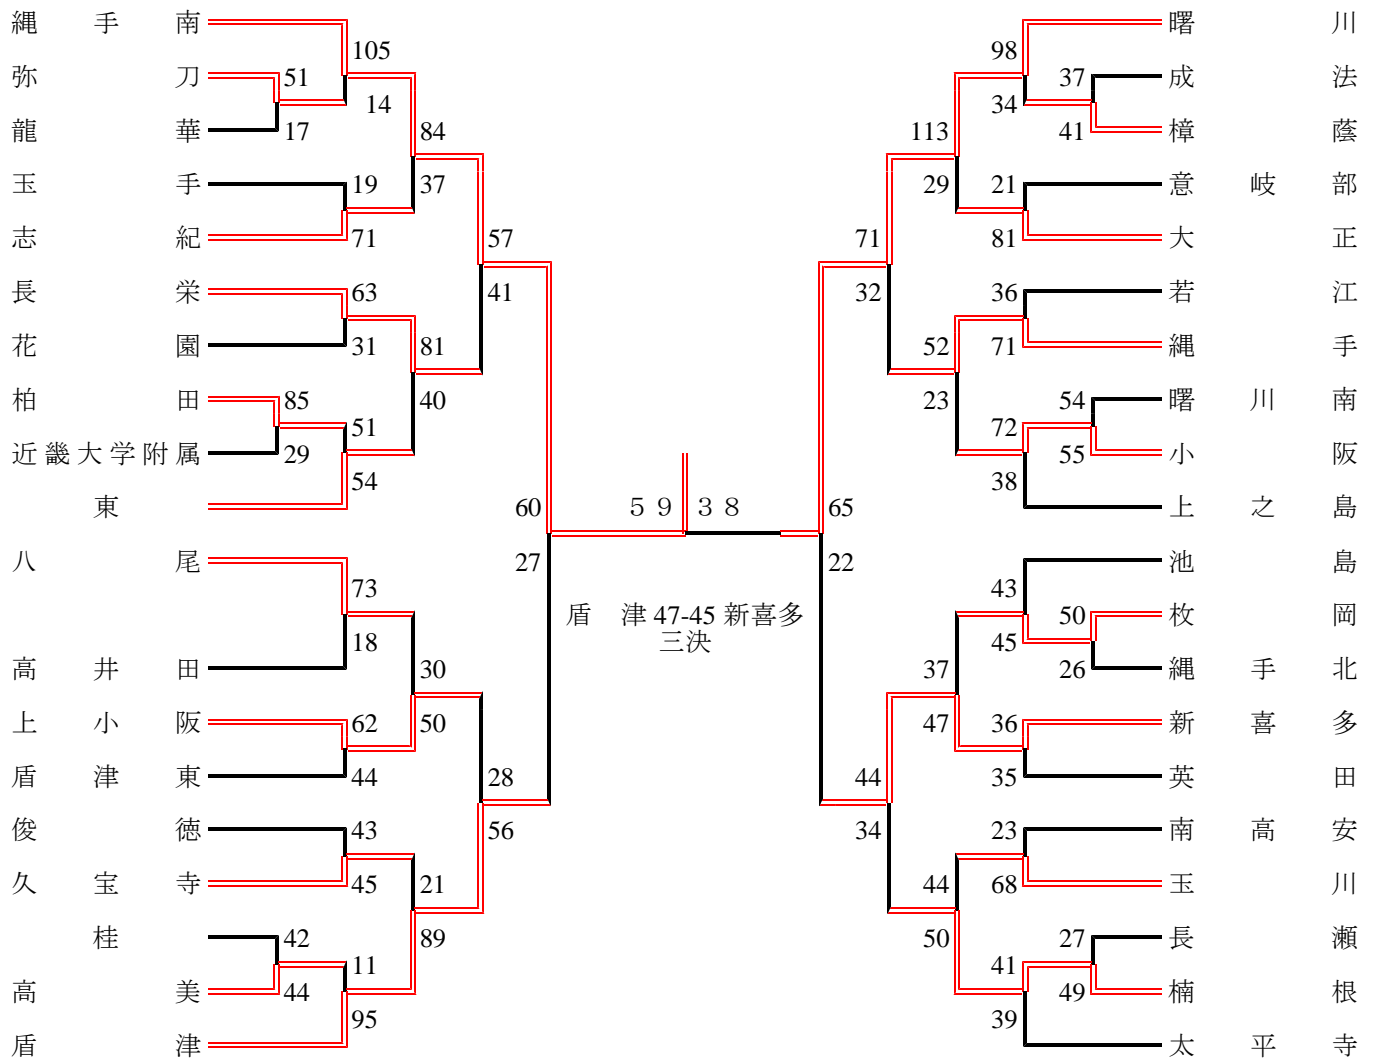 縄手南
105
弥刀
51
14
龍華
17
84
玉手
19
37
志紀
71
57
長栄
63
41
花園
31
81
柏田
85
40
51
近畿大学附属
29
54
東
60
八尾
27
73
18
高井田
30
上小阪
62
50
盾津東
44
28
俊徳
43
56
久宝寺
45
21
桂
42
89
11
高美
44
95
盾津
59 38
盾 津 47-45 新喜多
三決
曙川
98
成法
37
34
樟蔭
41
113
意岐部
21
29
大正
81
71
若江
36
32
縄手
71
52
曙川南
54
23
72
小阪
55
38
上之島
65
池島
22
43
枚岡
50
45
縄手北
26
37
新喜多
36
47
英田
35
44
南高安
23
34
玉川
68
44
長瀬
27
50
41
楠根
49
39
太平寺